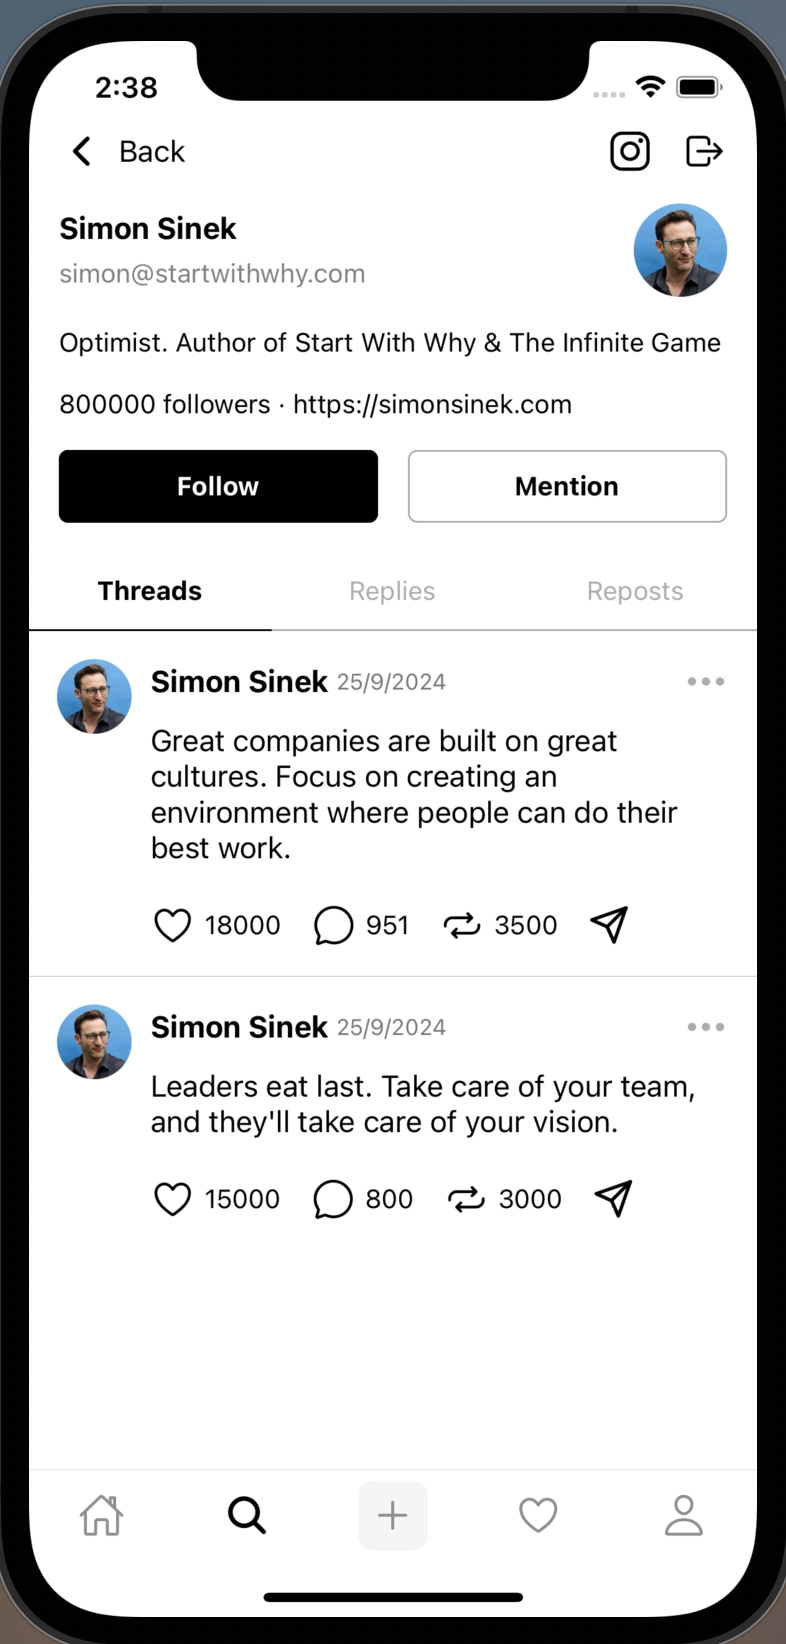 2:38
Back
Simon Sinek
simon@startwithwhy.com
Optimist. Author of Start With Why & The Infinite Game
800000 followers · https://simonsinek.com
Follow Mention
Threads Replies Reposts
Simon Sinek 25/9/2024
Great companies are built on great
cultures. Focus on creating an
environment where people can do their
best work.
18000 951 3500
Simon Sinek 25/9/2024
Leaders eat last. Take care of your team,
and they'll take care of your vision.
15000 800 3000